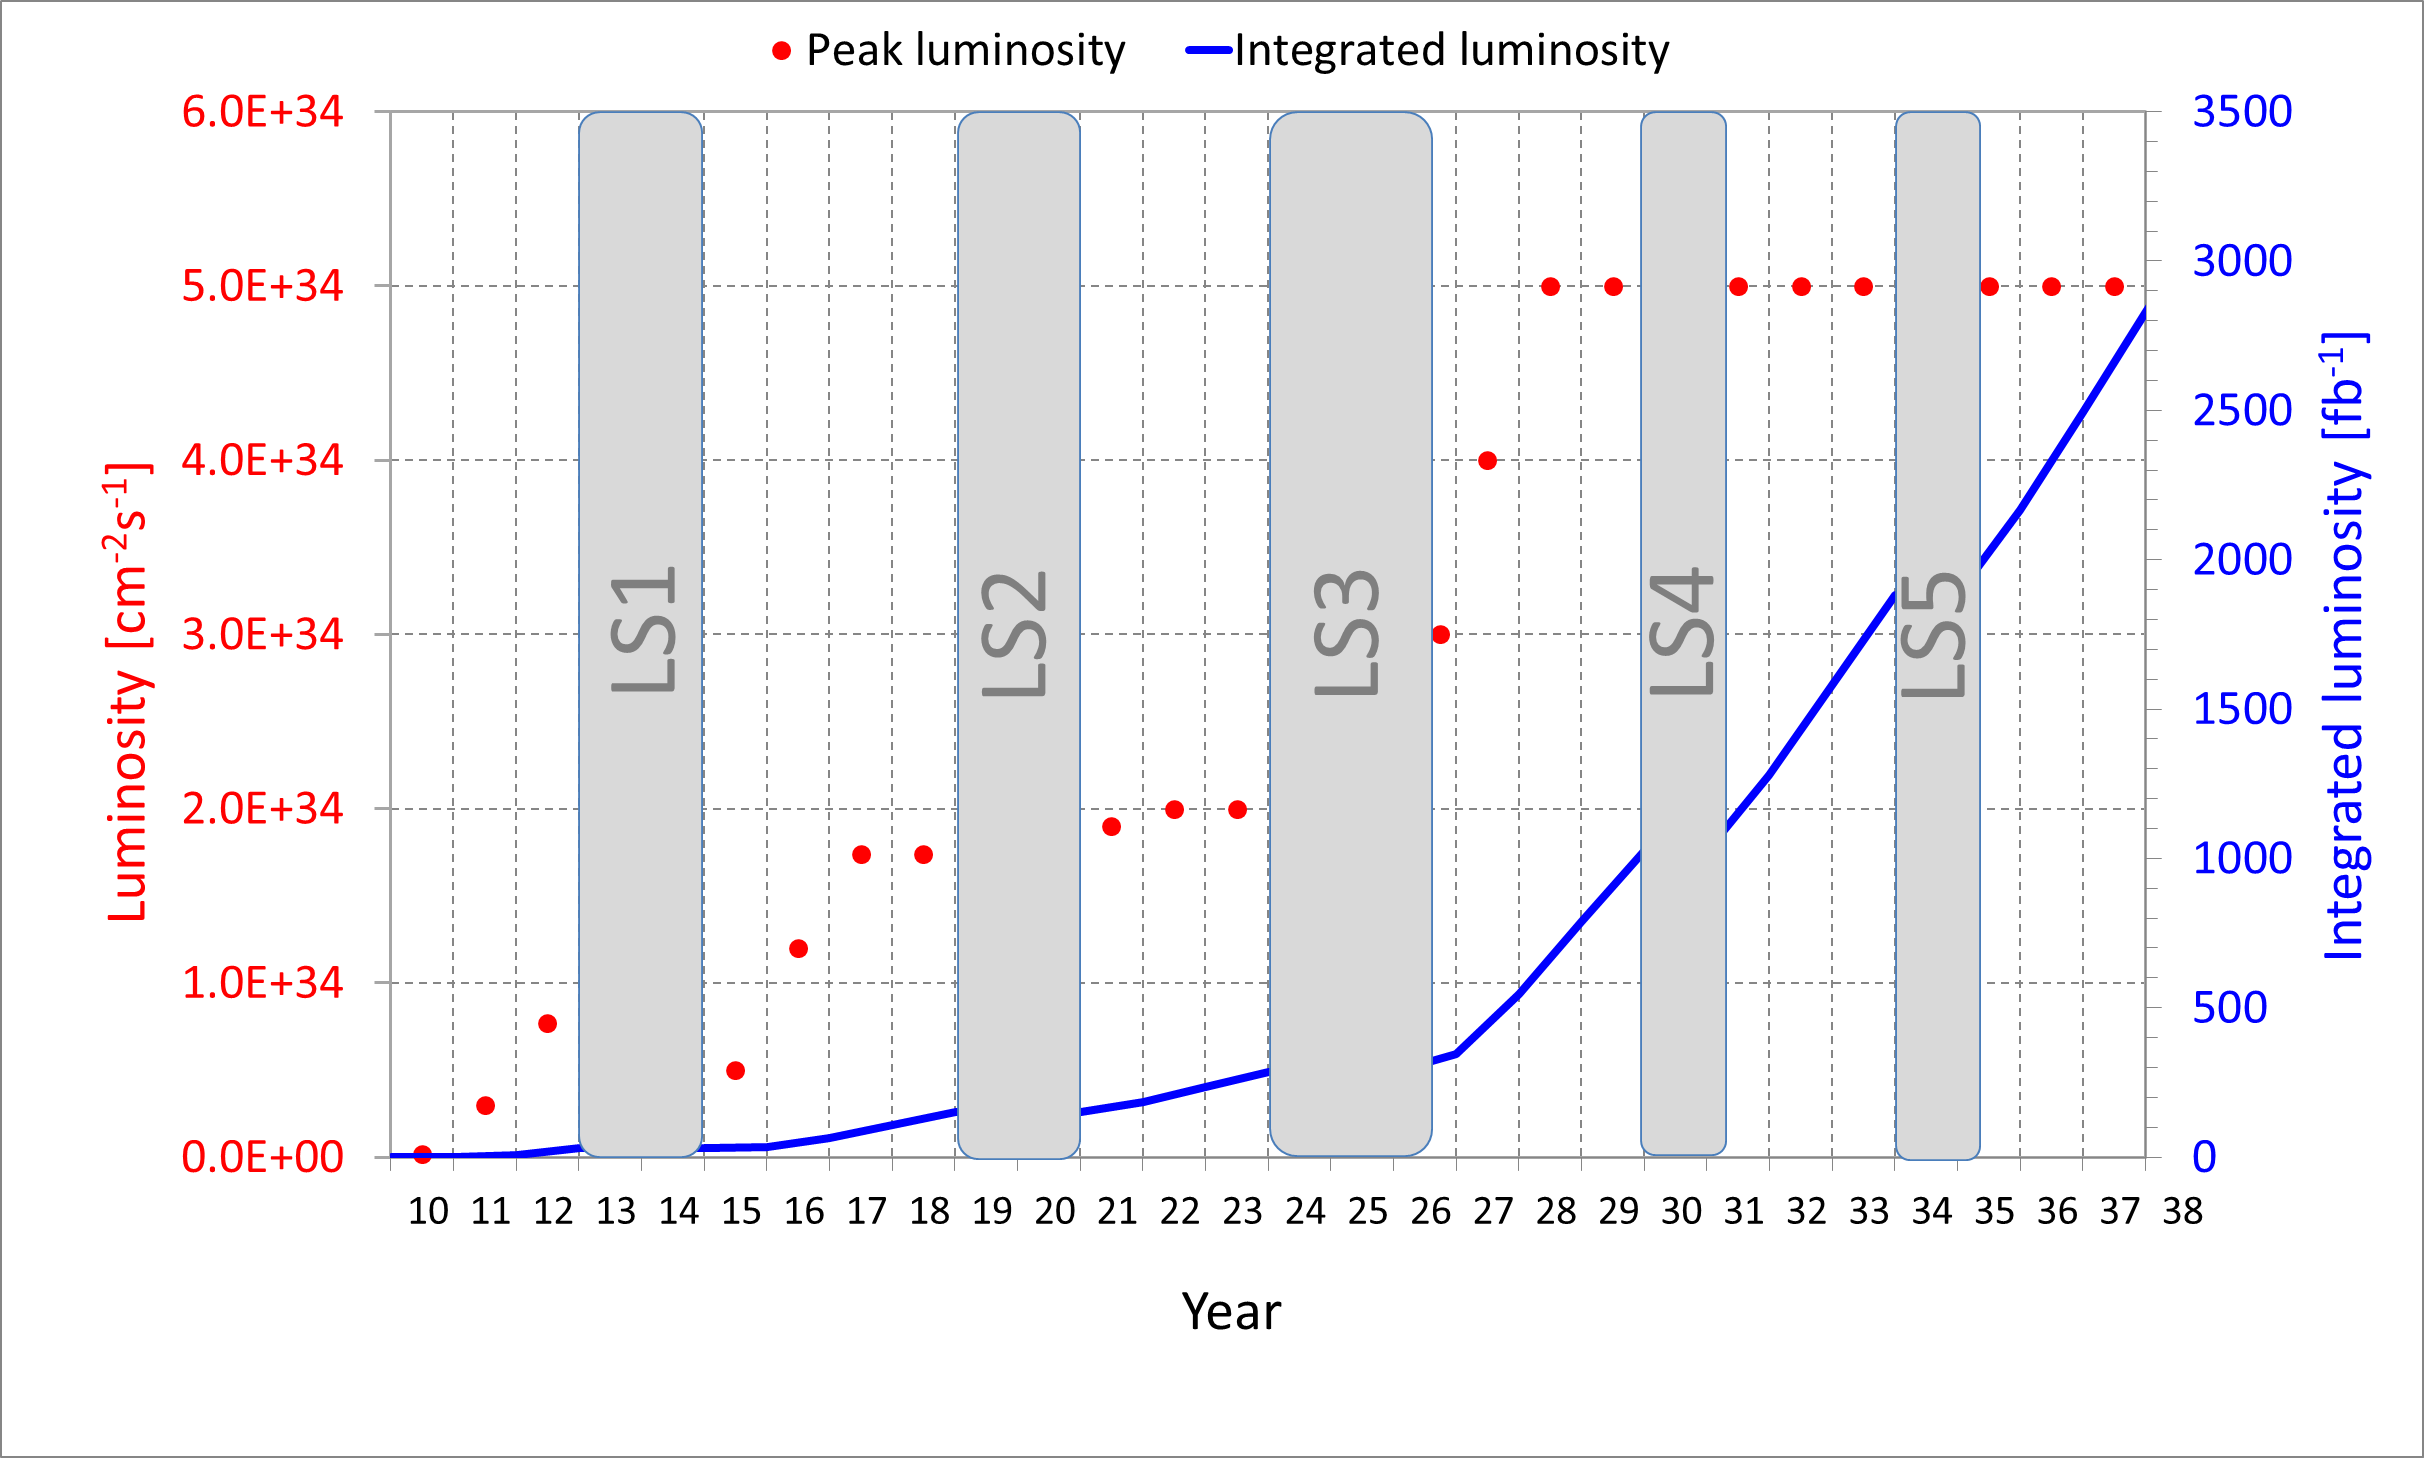 Peak luminosity Integrated luminosity
6.0E+34
5.0E+34
4.0E+34
3.0E+34
2.0E+34
1.0E+34
0.0E+00
Luminosity [cm-2s-1]
LS1
LS2
LS3
LS4
LS5
3500
3000
2500
2000
1500
1000
500
0
Integrated luminosity [fb-1]
10 11 12 13 14 15 16 17 18 19 20 21 22 23 24 25 26 27 28 29 30 31 32 33 34 35 36 37 38
Year